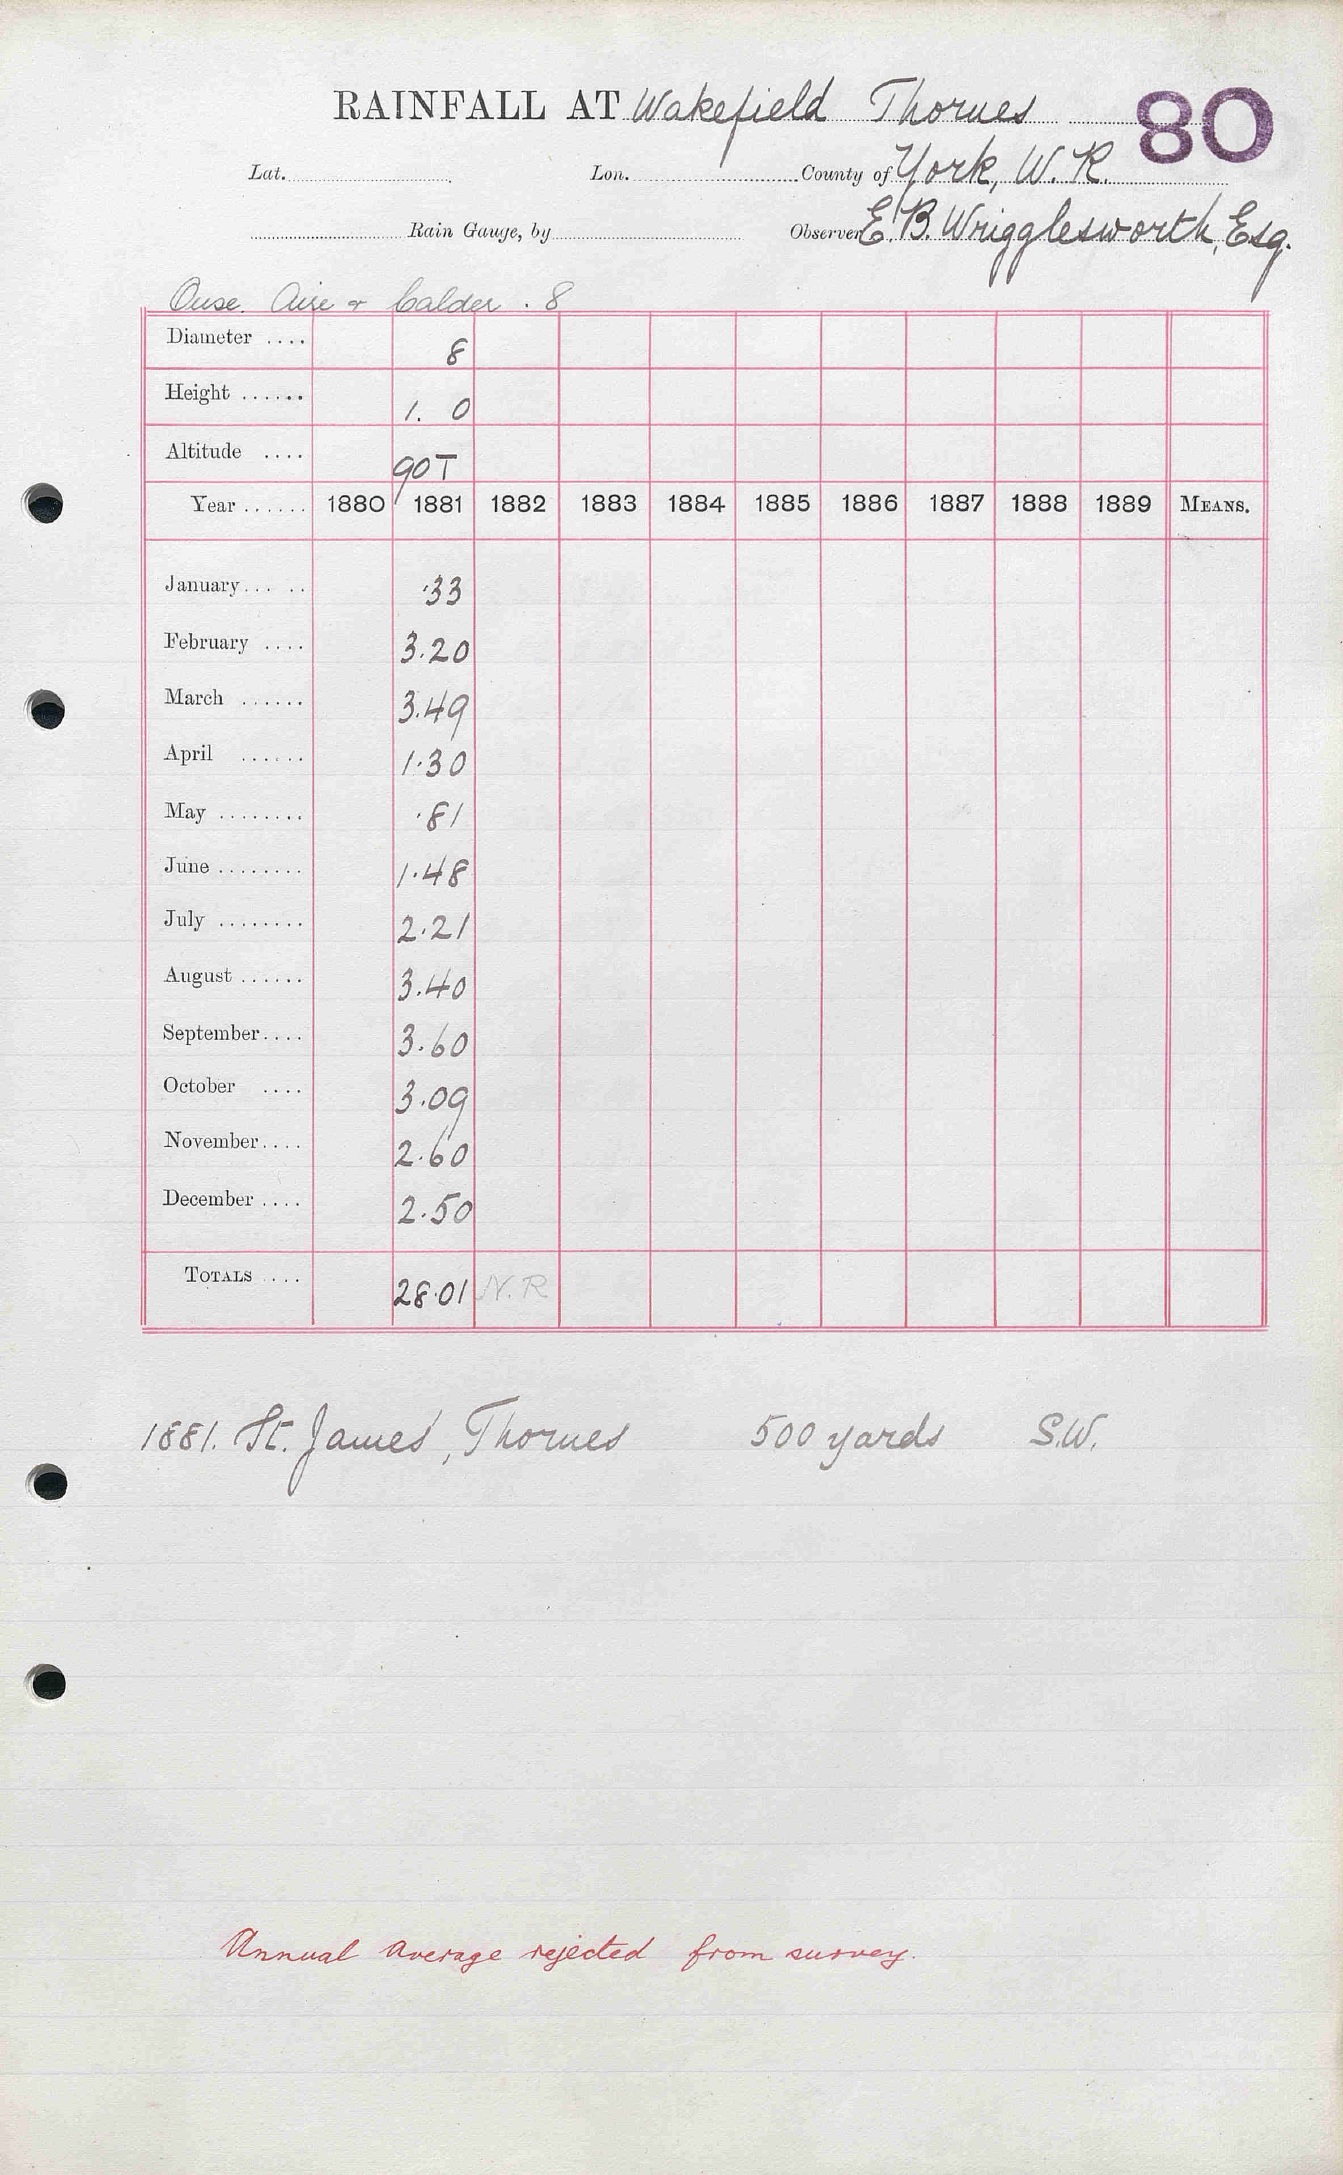 RAINFALL AT Wakefield Thornes 80
Lat. Lon. County of York, W. R.
Rain Gauge, by Observer E. B. Wrigglesworth, Esq.
Ouse. Aire & Calder. 8
Diameter .... 8
Height ...... 1. 0
Altitude .... 90T
Year ...... 1880 1881 1882 1883 1884 1885 1886 1887 1888 1889 MEANS.
January ... .. ·33
February .... 3.20
March ...... 3.49
April ...... 1·30
May ........ ·81
June ........ 1·48
July ........ 2·21
August ...... 3.40
September .... 3.60
October .... 3.09
November .... 2.60
December .... 2.50
TOTALS .... 28·01 N.R
1881. St. James', Thornes 500 yards S.W.
Annual average rejected from survey.